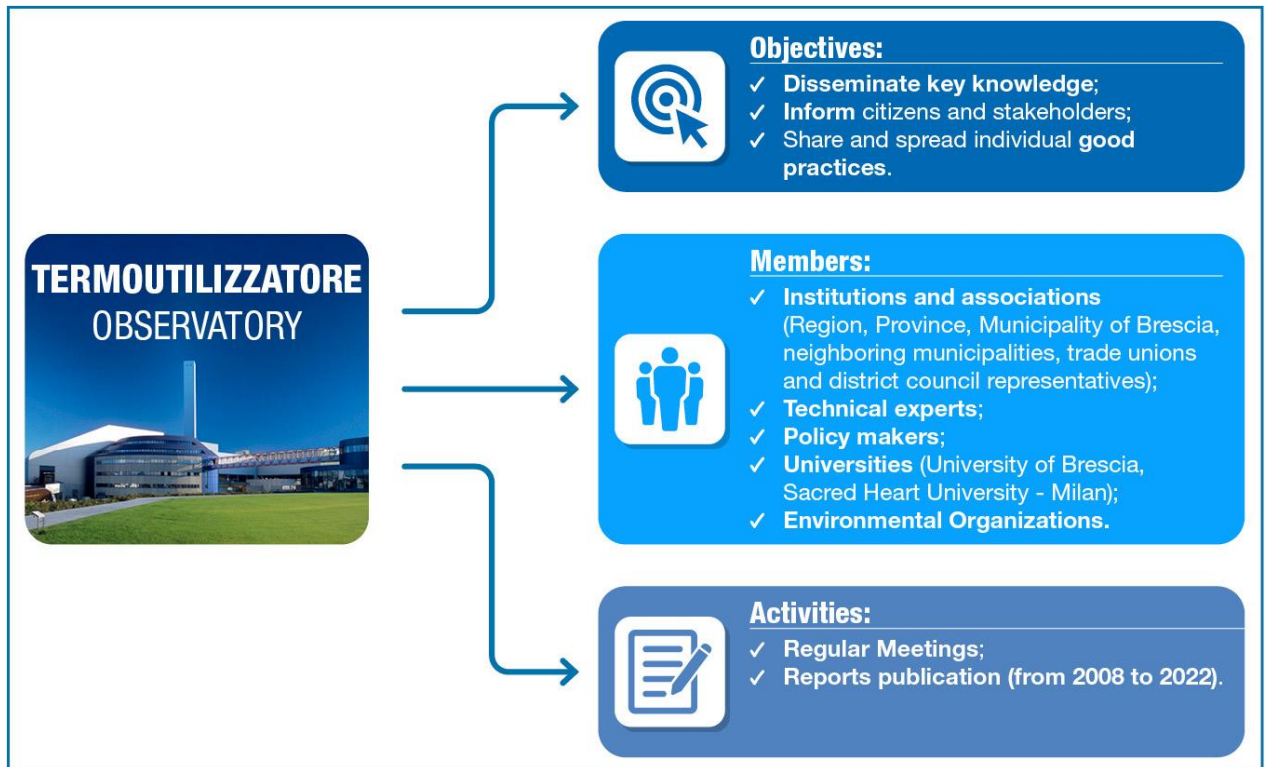 TERMOUTILIZZATORE
OBSERVATORY
Objectives:
✓ Disseminate key knowledge;
✓ Inform citizens and stakeholders;
✓ Share and spread individual good
practices.
Members:
✓ Institutions and associations
(Region, Province, Municipality of Brescia,
neighboring municipalities, trade unions
and district council representatives);
✓ Technical experts;
✓ Policy makers;
✓ Universities (University of Brescia,
Sacred Heart University - Milan);
✓ Environmental Organizations.
Activities:
✓ Regular Meetings;
✓ Reports publication (from 2008 to 2022).